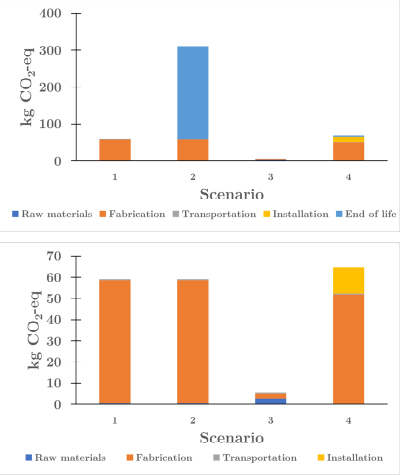 400
300
200
100
0
kg CO₂-eq
1 2 3 4
Scenario
Raw materials Fabrication Transportation Installation End of life
70
60
50
40
30
20
10
0
kg CO₂-eq
1 2 3 4
Scenario
Raw materials Fabrication Transportation Installation